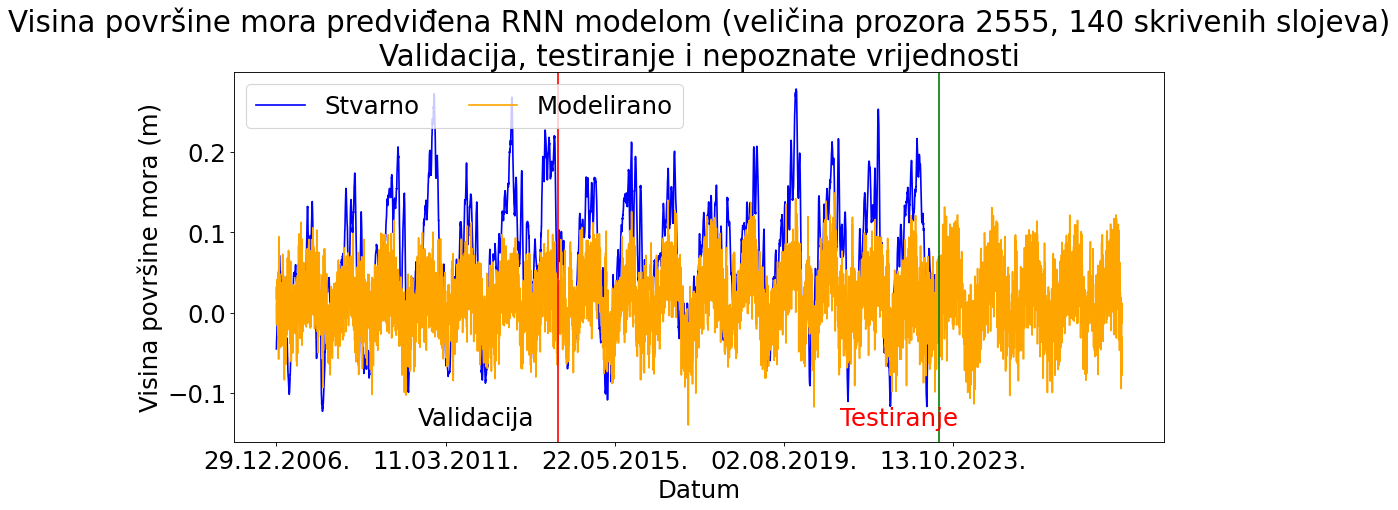 Visina površine mora predviđena RNN modelom (veličina prozora 2555, 140 skrivenih slojeva)
Validacija, testiranje i nepoznate vrijednosti
Stvarno Modelirano
Visina površine mora (m)
0.2
0.1
0.0
−0.1
Validacija Testiranje
29.12.2006. 11.03.2011. 22.05.2015. 02.08.2019. 13.10.2023.
Datum